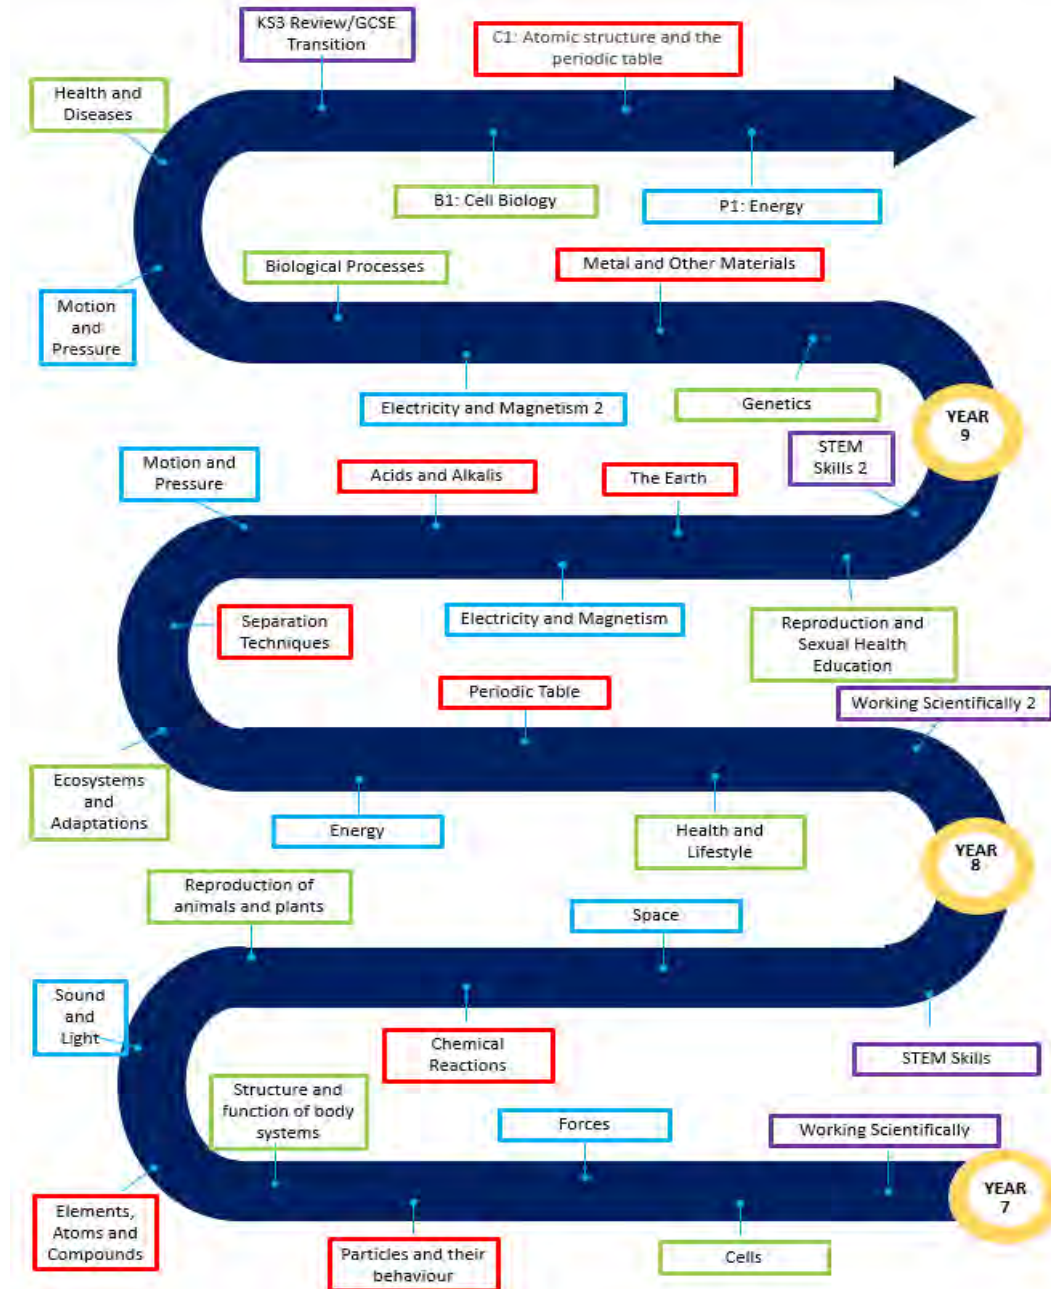 KS3 Review/GCSE
Transition
C1: Atomic structure and the
periodic table
Health and
Diseases
B1: Cell Biology
P1: Energy
Biological Processes
Metal and Other Materials
Motion
and
Pressure
Electricity and Magnetism 2
Genetics
YEAR
9
STEM
Skills 2
Motion and
Pressure
Acids and Alkalis
The Earth
Separation
Techniques
Electricity and Magnetism
Reproduction and
Sexual Health
Education
Periodic Table
Working Scientifically 2
Ecosystems
and
Adaptations
Energy
Health and
Lifestyle
YEAR
8
Reproduction of
animals and plants
Space
Sound
and
Light
Chemical
Reactions
STEM Skills
Structure and
function of body
systems
Forces
Working Scientifically
YEAR
7
Elements,
Atoms and
Compounds
Particles and their
behaviour
Cells